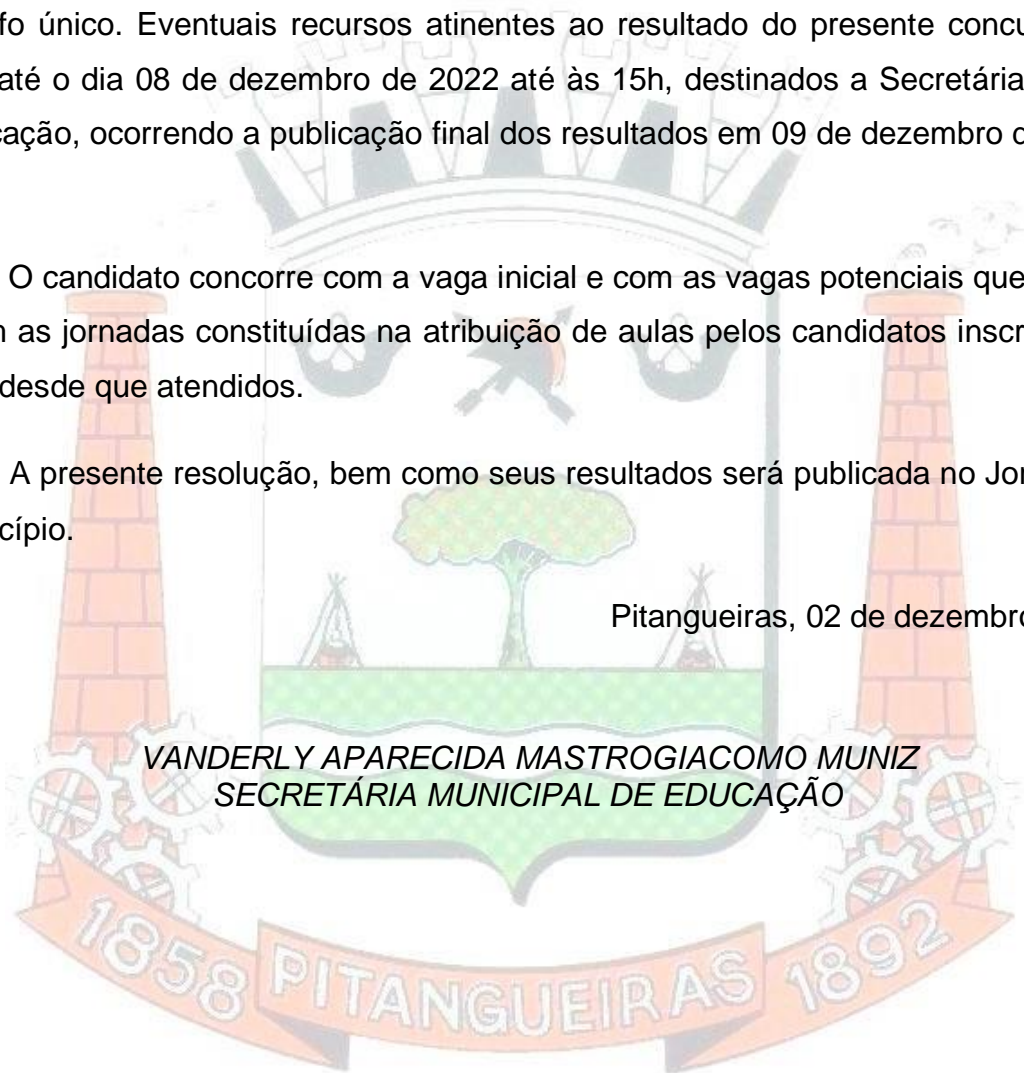 fo único. Eventuais recursos atinentes ao resultado do presente concu
até o dia 08 de dezembro de 2022 até às 15h, destinados a Secretária
cação, ocorrendo a publicação final dos resultados em 09 de dezembro d
O candidato concorre com a vaga inicial e com as vagas potenciais que
as jornadas constituídas na atribuição de aulas pelos candidatos inscr
desde que atendidos.
A presente resolução, bem como seus resultados será publicada no Jor
cípio.
Pitangueiras, 02 de dezembro
VANDERLY APARECIDA MASTROGIACOMO MUNIZ
SECRETÁRIA MUNICIPAL DE EDUCAÇÃO
1858 PITANGUEIRAS 1892